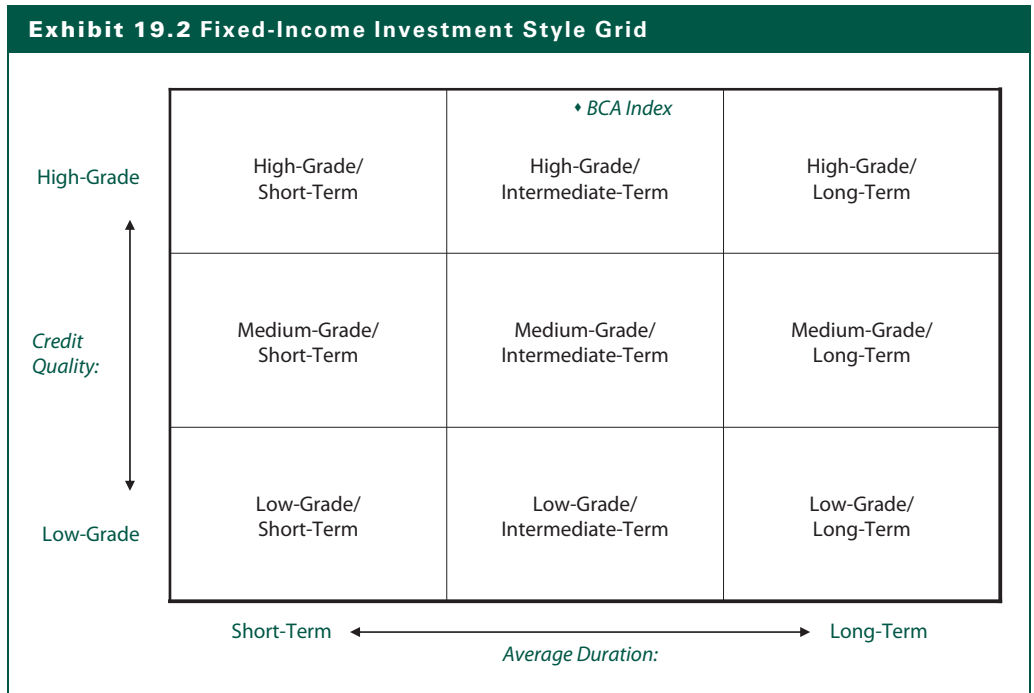 Exhibit 19.2 Fixed-Income Investment Style Grid
BCA Index
High-Grade
High-Grade/
Short-Term
High-Grade/
Intermediate-Term
High-Grade/
Long-Term
Credit
Quality:
Medium-Grade/
Short-Term
Medium-Grade/
Intermediate-Term
Medium-Grade/
Long-Term
Low-Grade
Low-Grade/
Short-Term
Low-Grade/
Intermediate-Term
Low-Grade/
Long-Term
Short-Term
Long-Term
Average Duration: